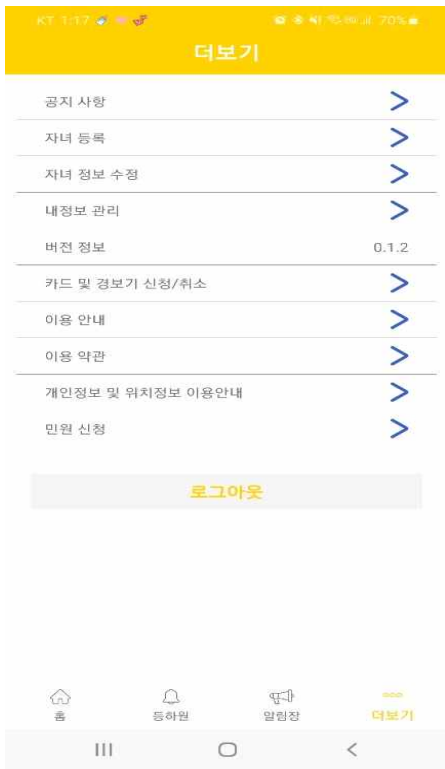 KT 1:17 70%
더보기
공지 사항
자녀 등록
자녀 정보 수정
내정보 관리
버전 정보 0.1.2
카드 및 경보기 신청/취소
이용 안내
이용 약관
개인정보 및 위치정보 이용안내
민원 신청
로그아웃
홈 등하원 알림장 더보기